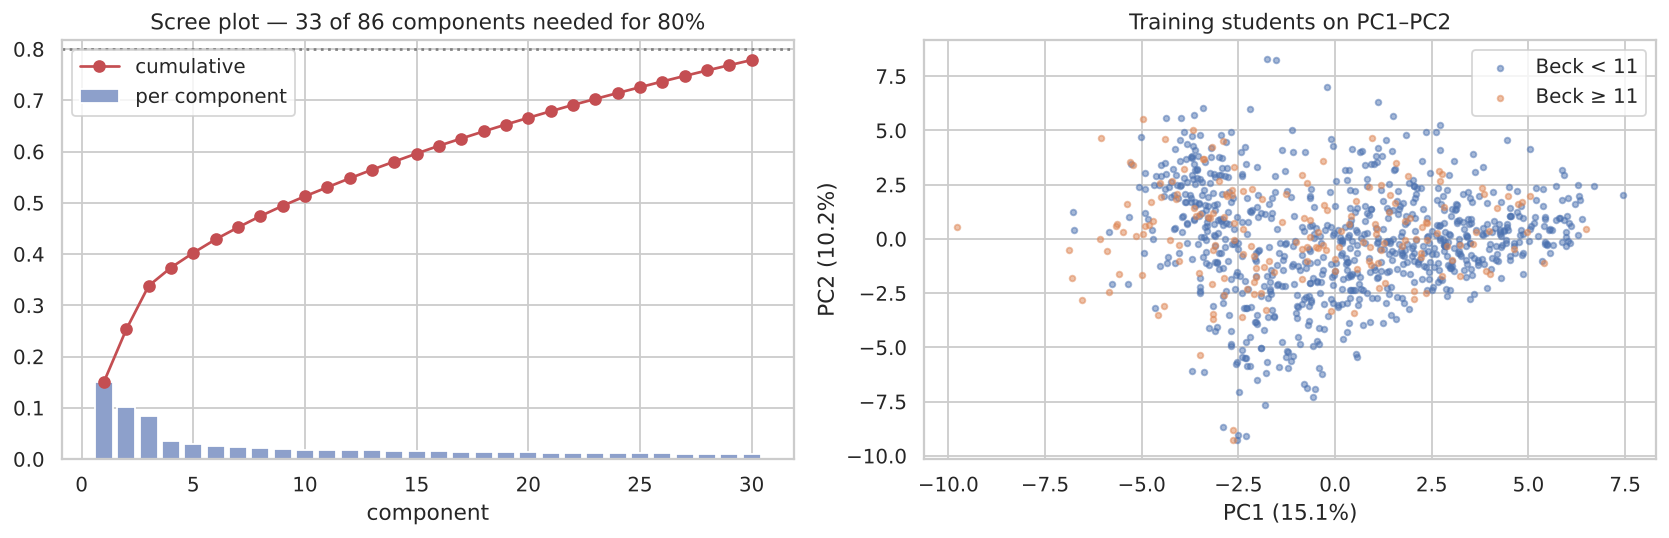 Scree plot — 33 of 86 components needed for 80%
0.8
0.7
0.6
0.5
0.4
0.3
0.2
0.1
0.0
cumulative
per component
0 5 10 15 20 25 30
component
Training students on PC1–PC2
PC2 (10.2%)
7.5
5.0
2.5
0.0
−2.5
−5.0
−7.5
−10.0
Beck < 11
Beck ≥ 11
−10.0 −7.5 −5.0 −2.5 0.0 2.5 5.0 7.5
PC1 (15.1%)